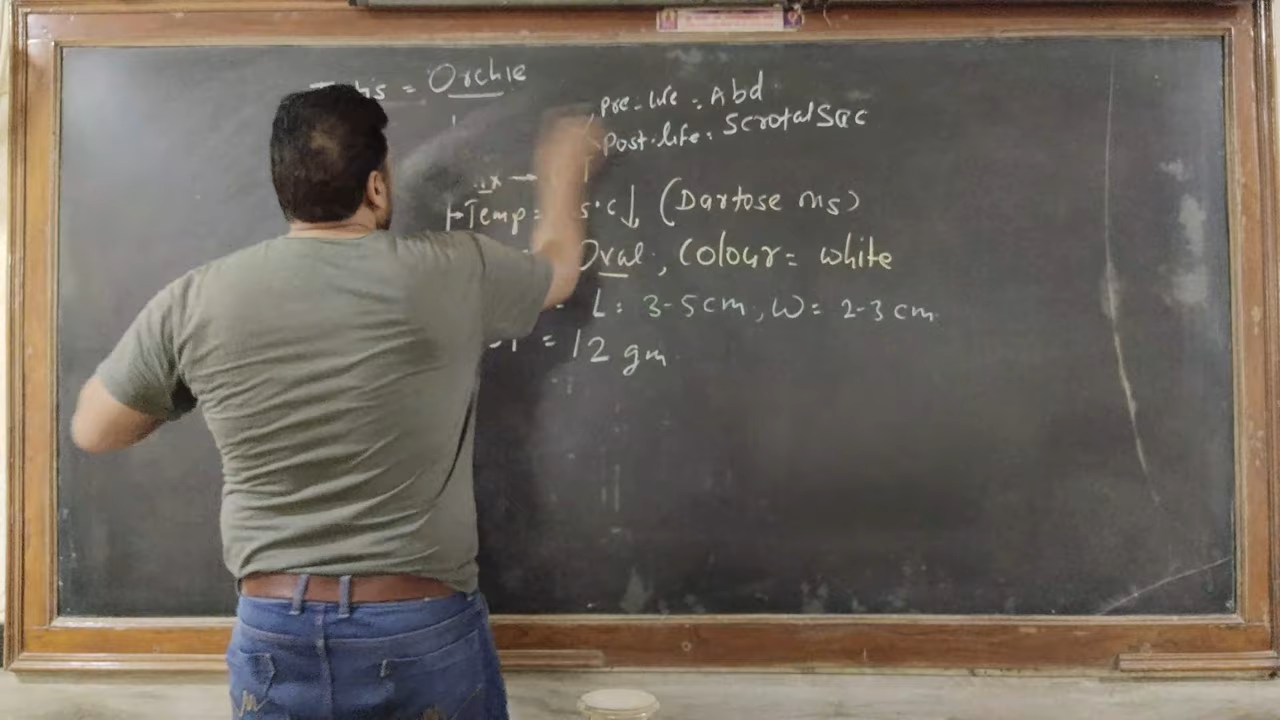 = Orchie
Pre-life = Abd
Post-life = Scrotal Sac
Temp = 5°C ↓ (Dartose ms)
Oval, Colour = white
= L = 3-5 cm, W = 2-3 cm
= 12 gm